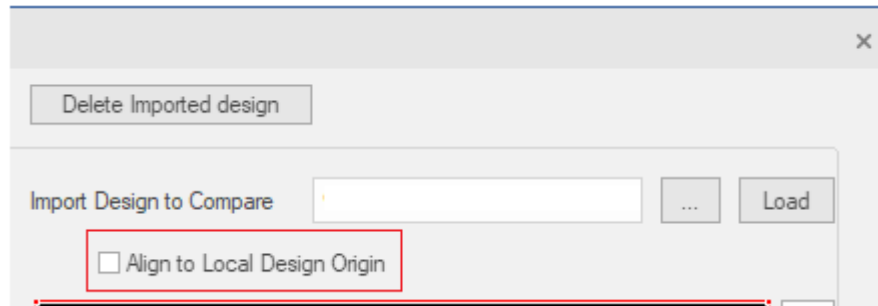 Delete Imported design
Import Design to Compare ... Load
Align to Local Design Origin